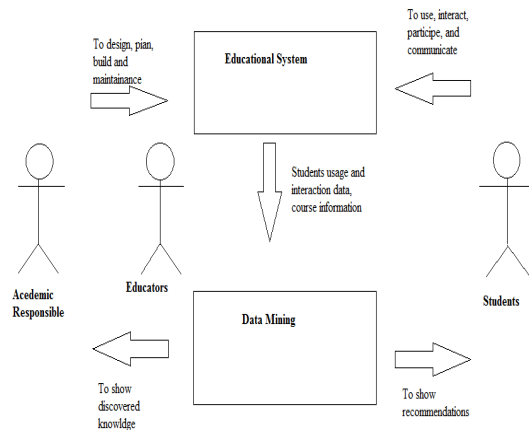 To design, plan,
build and
maintainance
Educational System
To use, interact,
participe, and
communicate
Students usage and
interaction data,
course information
Acedemic
Responsible
Educators
Students
Data Mining
To show
discovered
knowldge
To show
recommendations